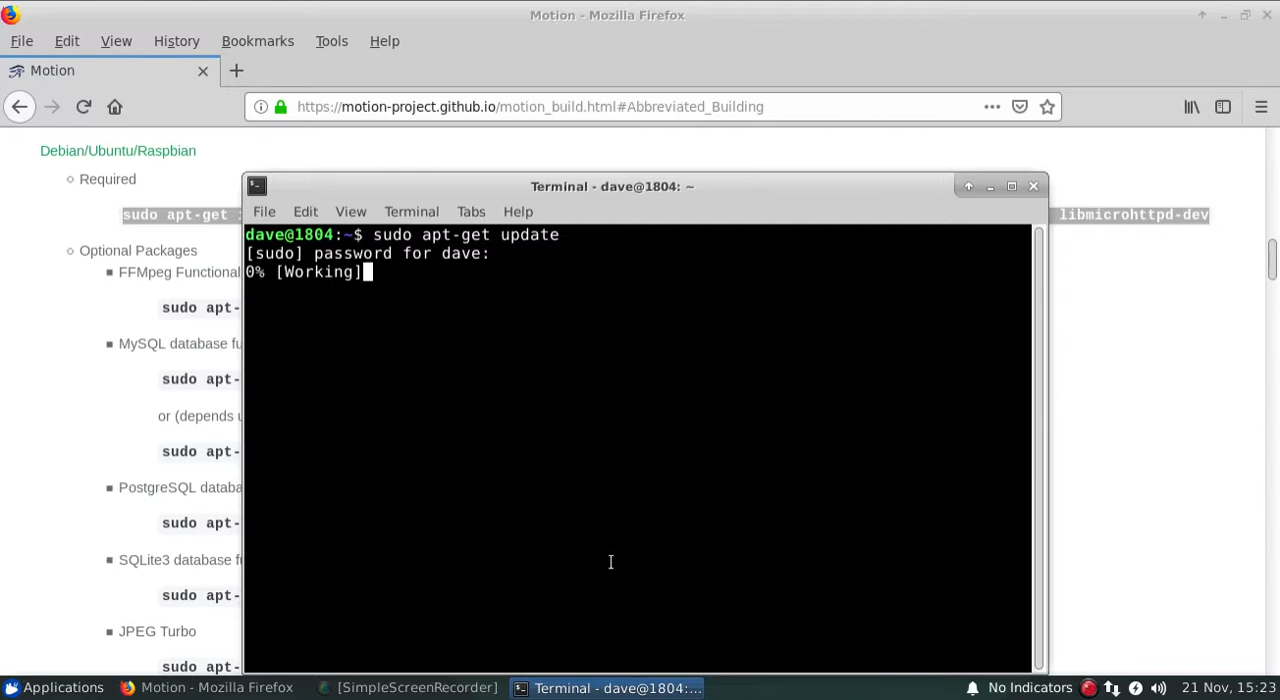 Motion - Mozilla Firefox
File Edit View History Bookmarks Tools Help
Motion
https://motion-project.github.io/motion_build.html#Abbreviated_Building
Debian/Ubuntu/Raspbian
Required
sudo apt-get libmicrohttpd-dev
Optional Packages
FFMpeg Functional
sudo apt-
MySQL database fu
sudo apt-
or (depends u
sudo apt-
PostgreSQL databa
sudo apt-
SQLite3 database fu
sudo apt-
JPEG Turbo
sudo apt-
Terminal - dave@1804: ~
File Edit View Terminal Tabs Help
dave@1804:~$ sudo apt-get update
[sudo] password for dave:
0% [Working]
Applications Motion - Mozilla Firefox [SimpleScreenRecorder] Terminal - dave@1804:... No Indicators 21 Nov, 15:23